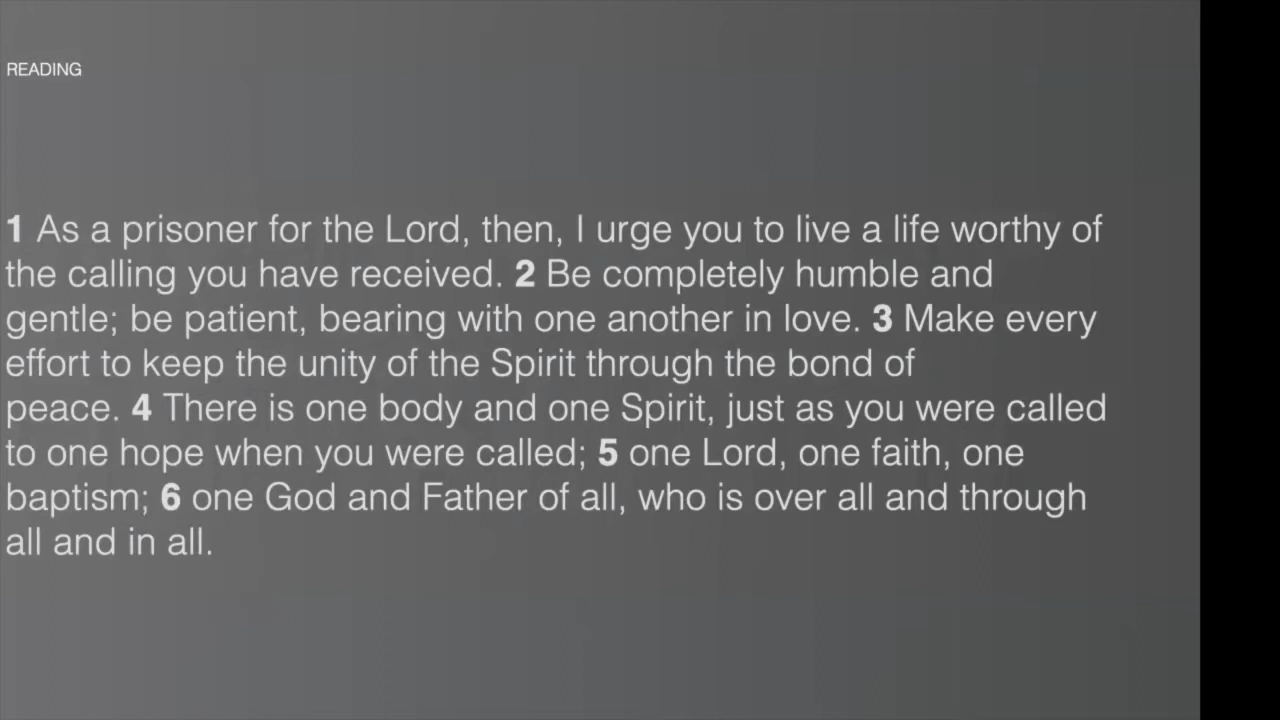 READING
1 As a prisoner for the Lord, then, I urge you to live a life worthy of
the calling you have received. 2 Be completely humble and
gentle; be patient, bearing with one another in love. 3 Make every
effort to keep the unity of the Spirit through the bond of
peace. 4 There is one body and one Spirit, just as you were called
to one hope when you were called; 5 one Lord, one faith, one
baptism; 6 one God and Father of all, who is over all and through
all and in all.